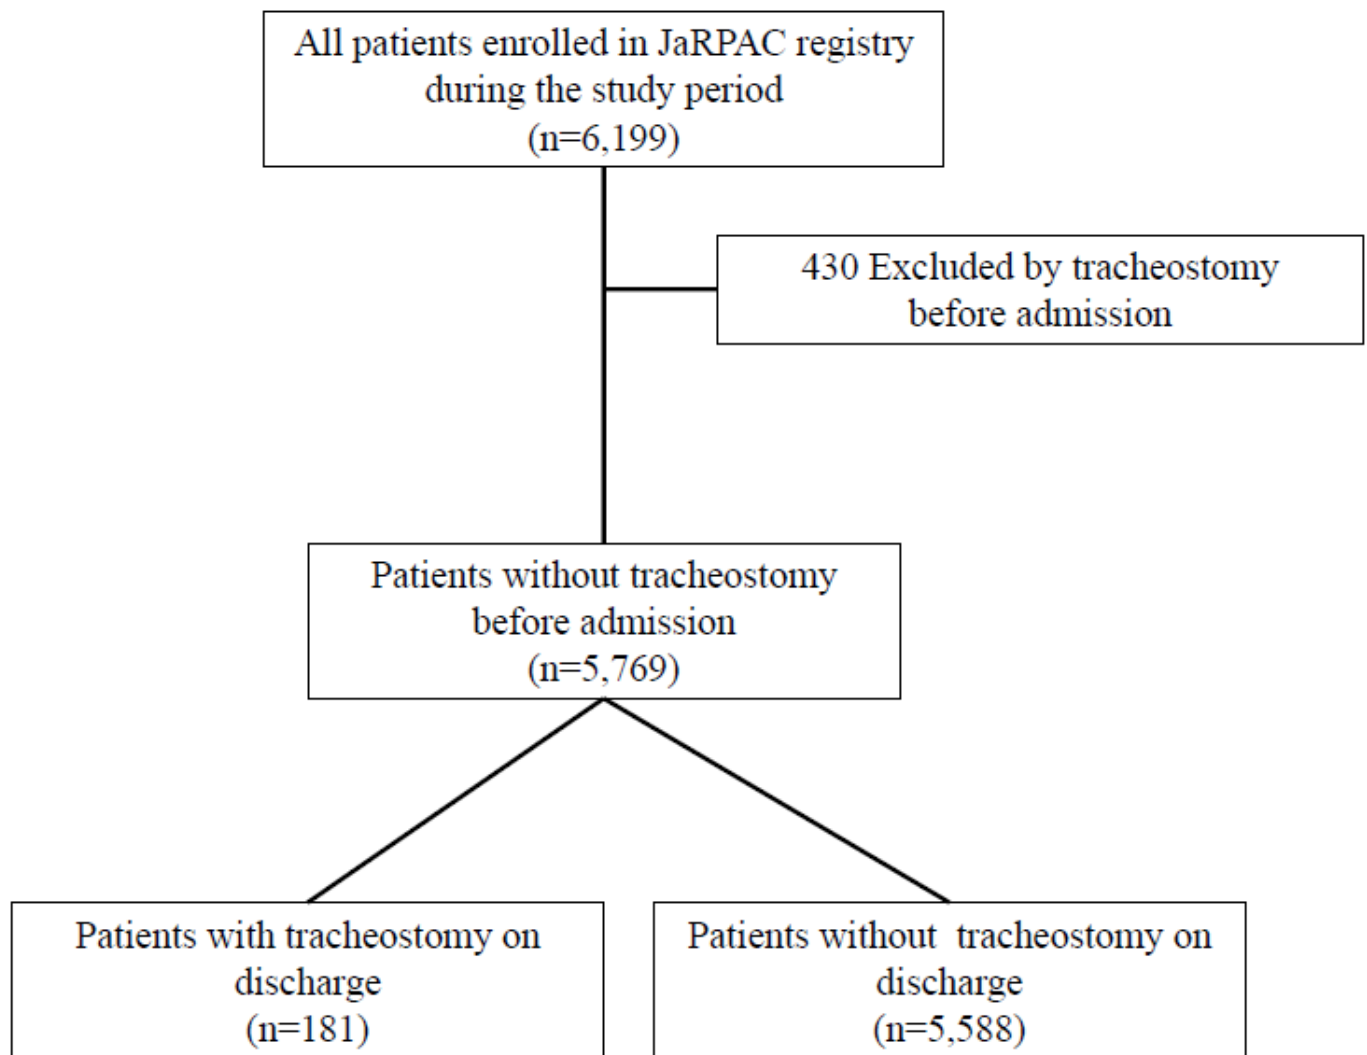 All patients enrolled in JaRPAC registry
during the study period
(n=6,199)
430 Excluded by tracheostomy
before admission
Patients without tracheostomy
before admission
(n=5,769)
Patients with tracheostomy on
discharge
(n=181)
Patients without  tracheostomy on
discharge
(n=5,588)